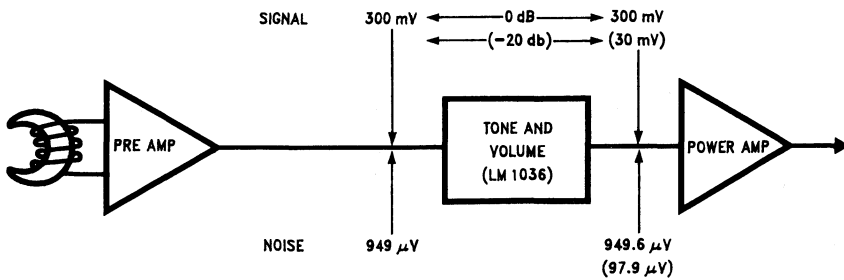 SIGNAL 300 mV 0 dB 300 mV
(-20 db) (30 mV)
PRE AMP
TONE AND
VOLUME
(LM 1036)
POWER AMP
NOISE 949 μV 949.6 μV
(97.9 μV)